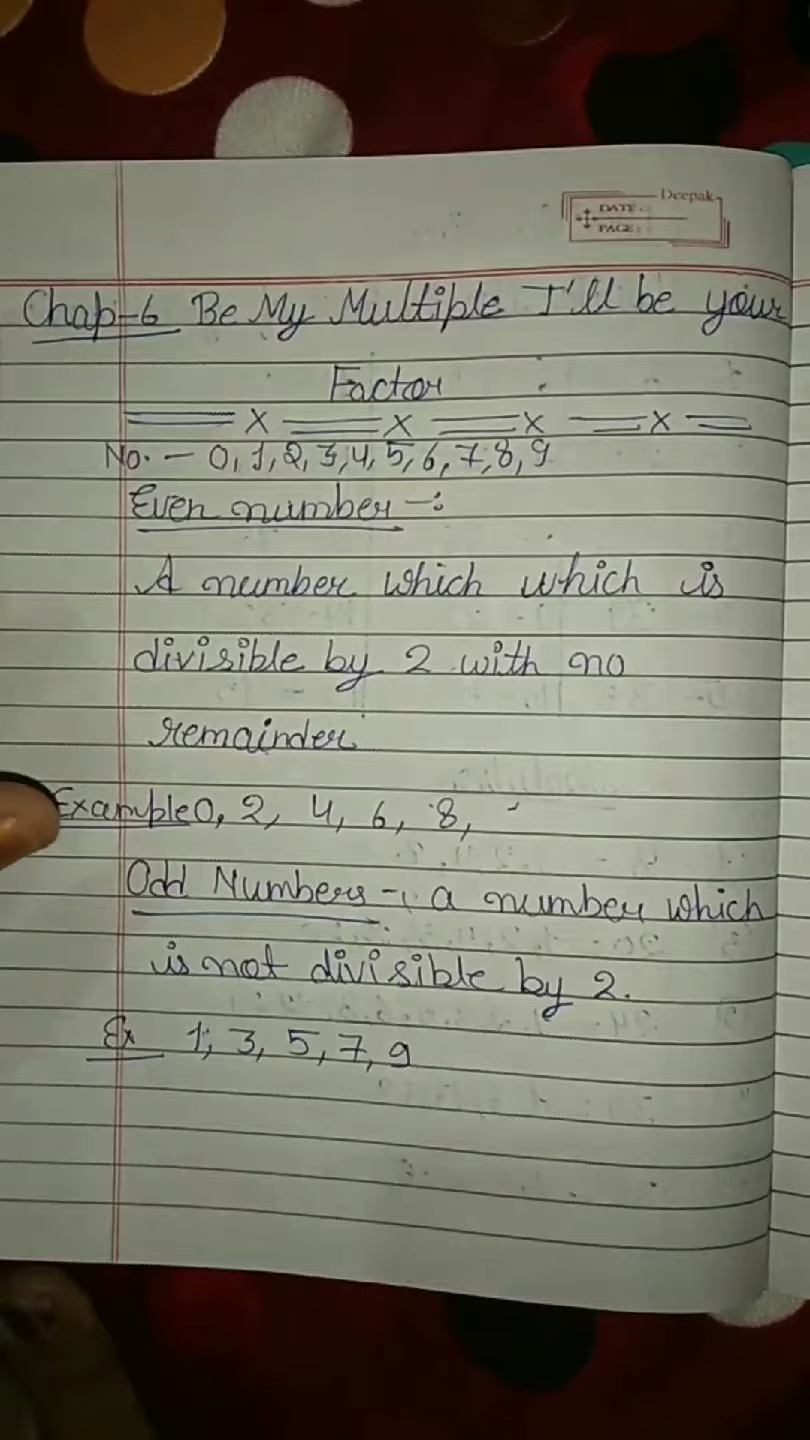 Deepak
DATE :
PAGE :
Chap-6 Be My Multiple I'll be your
Factor
x x x x
No. - 0, 1, 2, 3, 4, 5, 6, 7, 8, 9
Even number -:
A number which which is
divisible by 2 with no
remainder
Example 0, 2, 4, 6, 8,
Odd Numbers -: a number which
is not divisible by 2.
Ex 1, 3, 5, 7, 9